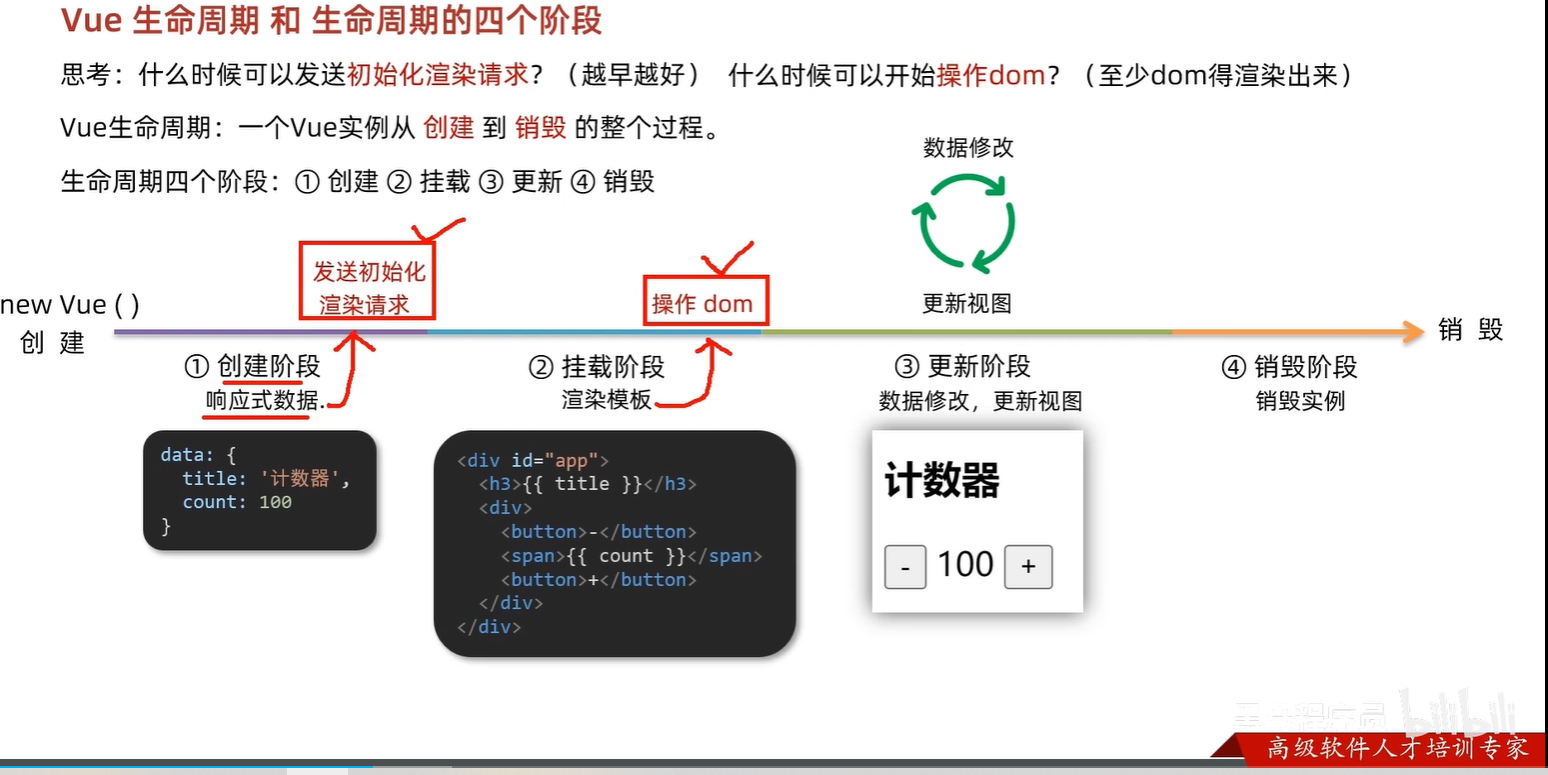 Vue 生命周期 和 生命周期的四个阶段
思考：什么时候可以发送初始化渲染请求？（越早越好） 什么时候可以开始操作dom？（至少dom得渲染出来）
Vue生命周期：一个Vue实例从 创建 到 销毁 的整个过程。
生命周期四个阶段：① 创建 ② 挂载 ③ 更新 ④ 销毁
数据修改
更新视图
发送初始化
渲染请求
操作 dom
new Vue ( )
创 建
销 毁
① 创建阶段
响应式数据
② 挂载阶段
渲染模板
③ 更新阶段
数据修改，更新视图
④ 销毁阶段
销毁实例
data: {
  title: '计数器',
  count: 100
}
<div id="app">
  <h3>{{ title }}</h3>
  <div>
    <button>-</button>
    <span>{{ count }}</span>
    <button>+</button>
  </div>
</div>
计数器
- 100 +
黑马程序员 bilibili
高级软件人才培训专家